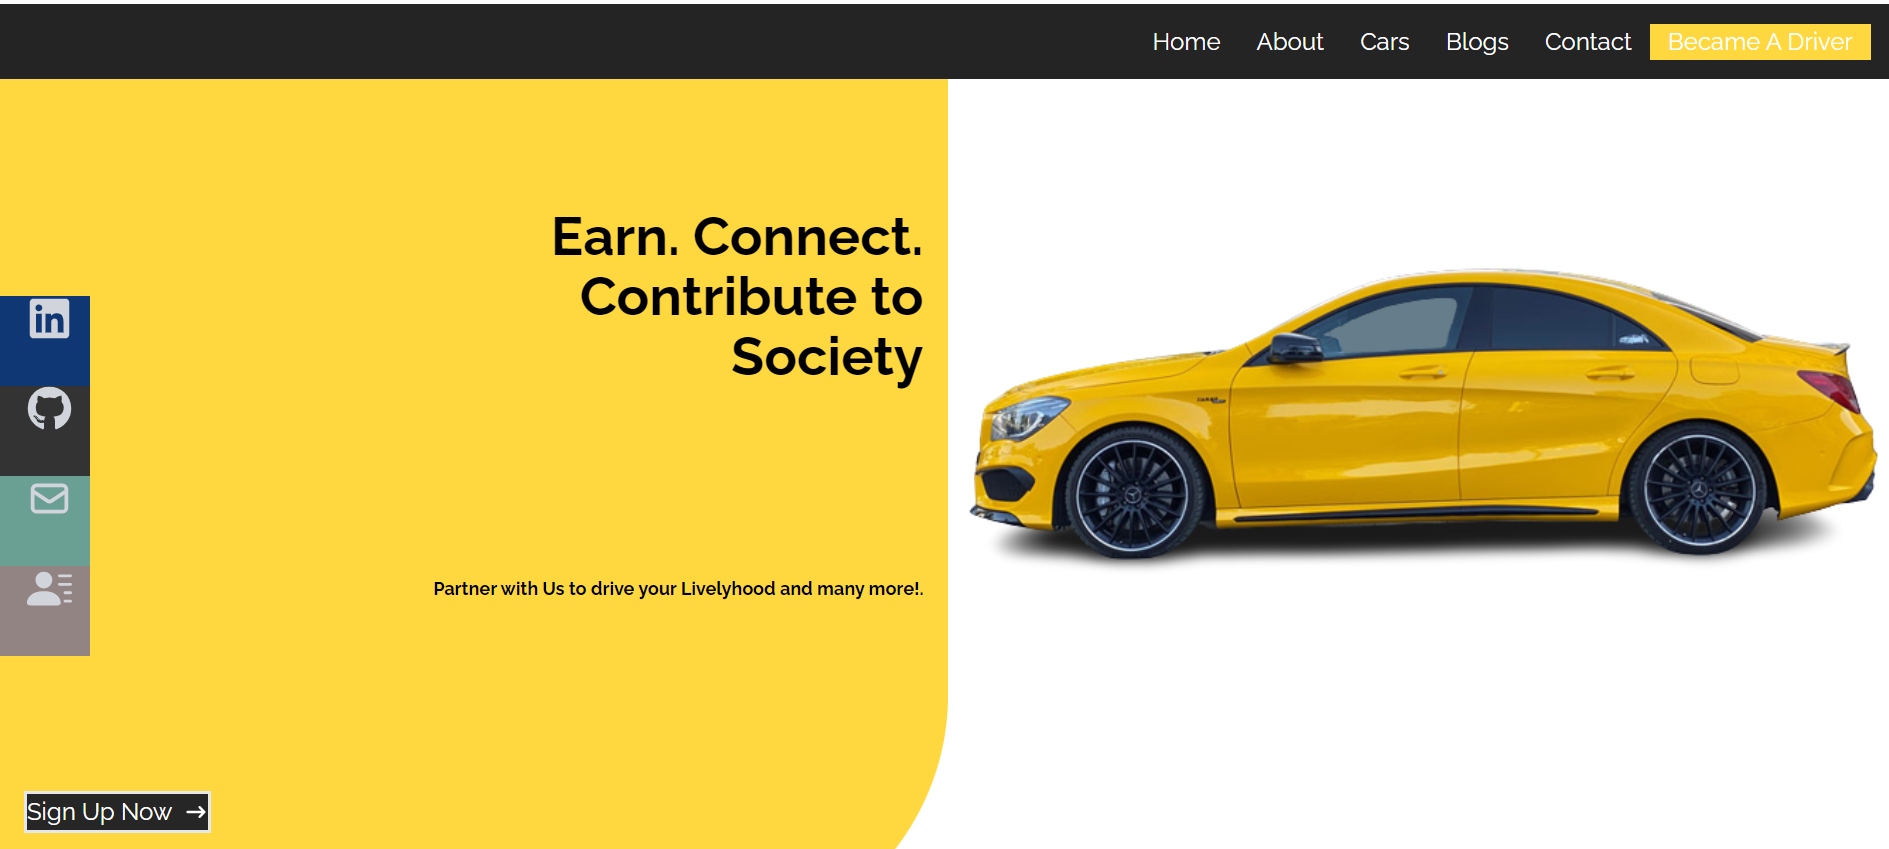 Home About Cars Blogs Contact Became A Driver
Earn. Connect.
Contribute to
Society
in
Partner with Us to drive your Livelyhood and many more!.
Sign Up Now →